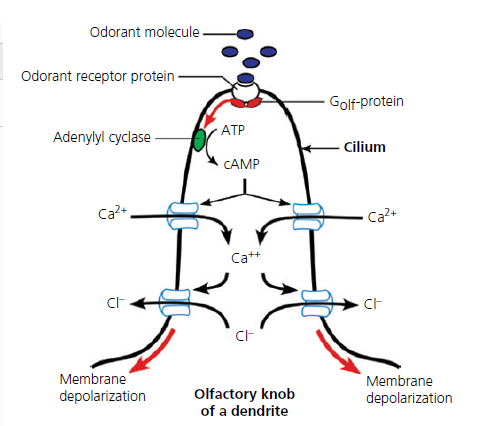 Odorant molecule
Odorant receptor protein
Golf-protein
Adenylyl cyclase
ATP
Cilium
cAMP
Ca²⁺
Ca²⁺
Ca⁺⁺
Cl⁻
Cl⁻
Cl⁻
Membrane
depolarization
Olfactory knob
of a dendrite
Membrane
depolarization